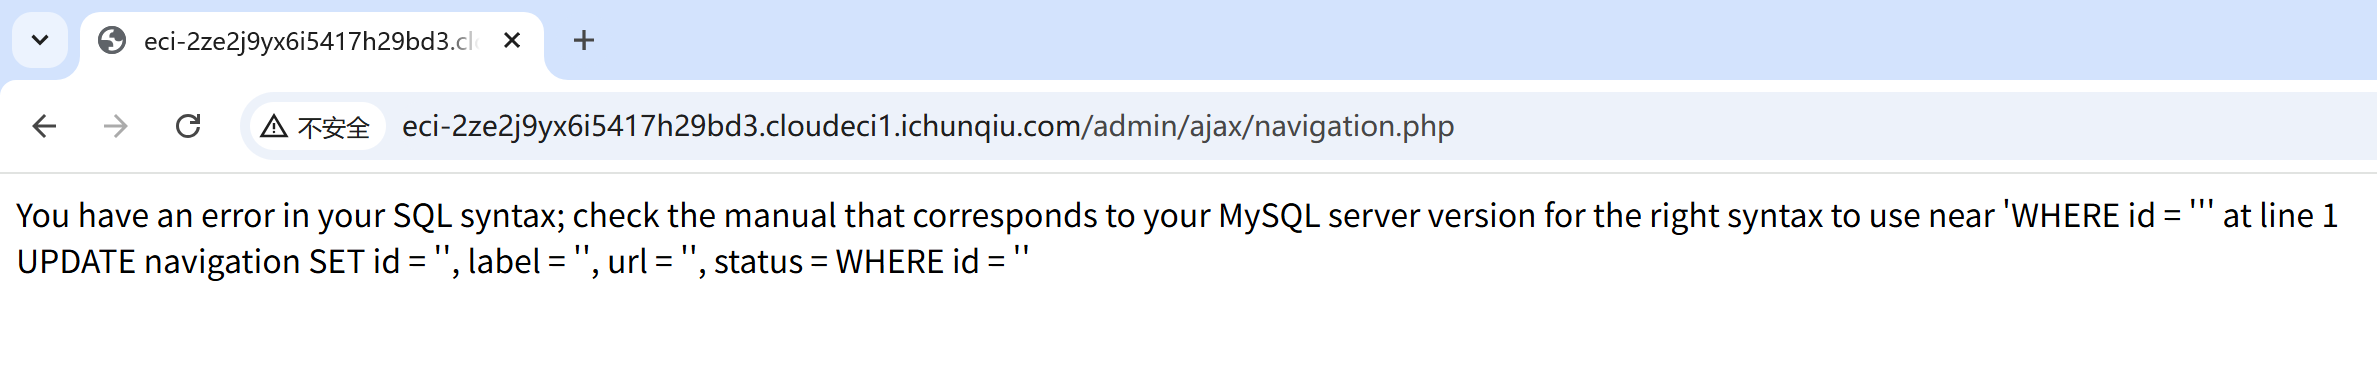 eci-2ze2j9yx6i5417h29bd3.clo
不安全 eci-2ze2j9yx6i5417h29bd3.cloudeci1.ichunqiu.com/admin/ajax/navigation.php
You have an error in your SQL syntax; check the manual that corresponds to your MySQL server version for the right syntax to use near 'WHERE id = ''' at line 1
UPDATE navigation SET id = '', label = '', url = '', status = WHERE id = ''